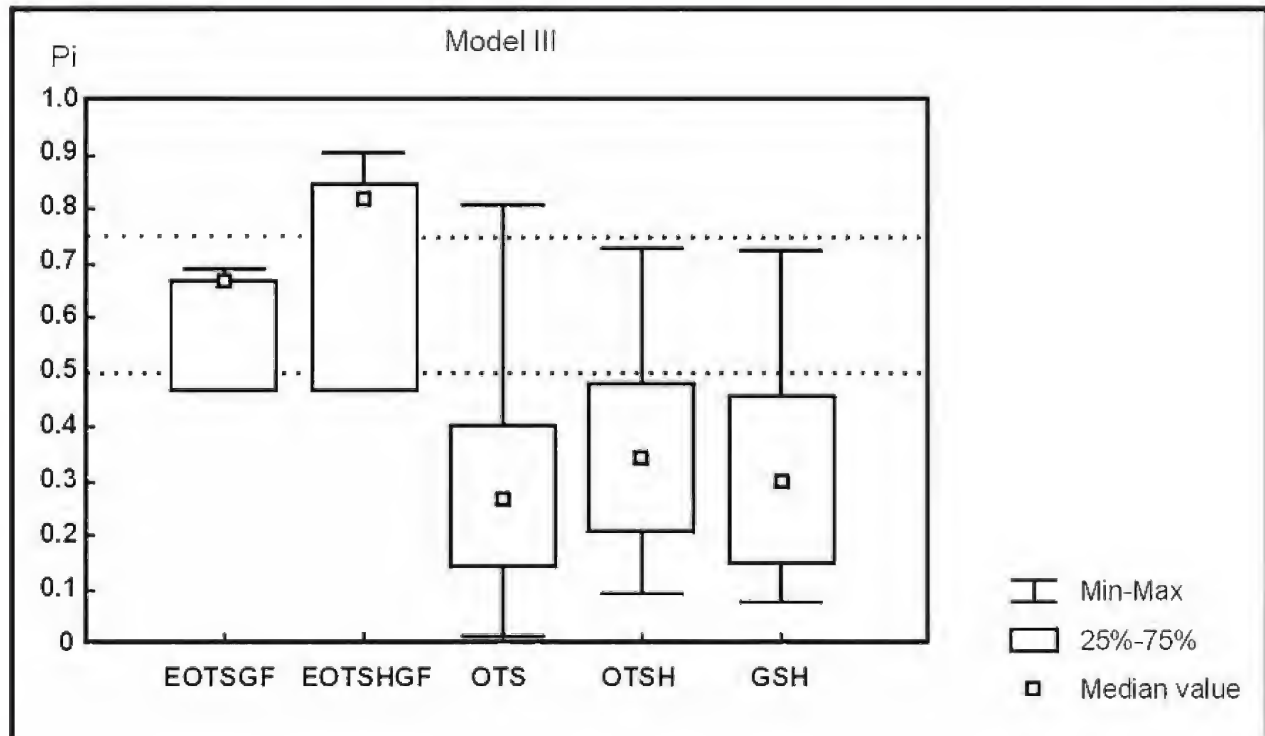 Model III
Pi
1.0
0.9
0.8
0.7
0.6
0.5
0.4
0.3
0.2
0.1
0
EOTSGF EOTSHGF OTS OTSH GSH
Min-Max
25%-75%
Median value